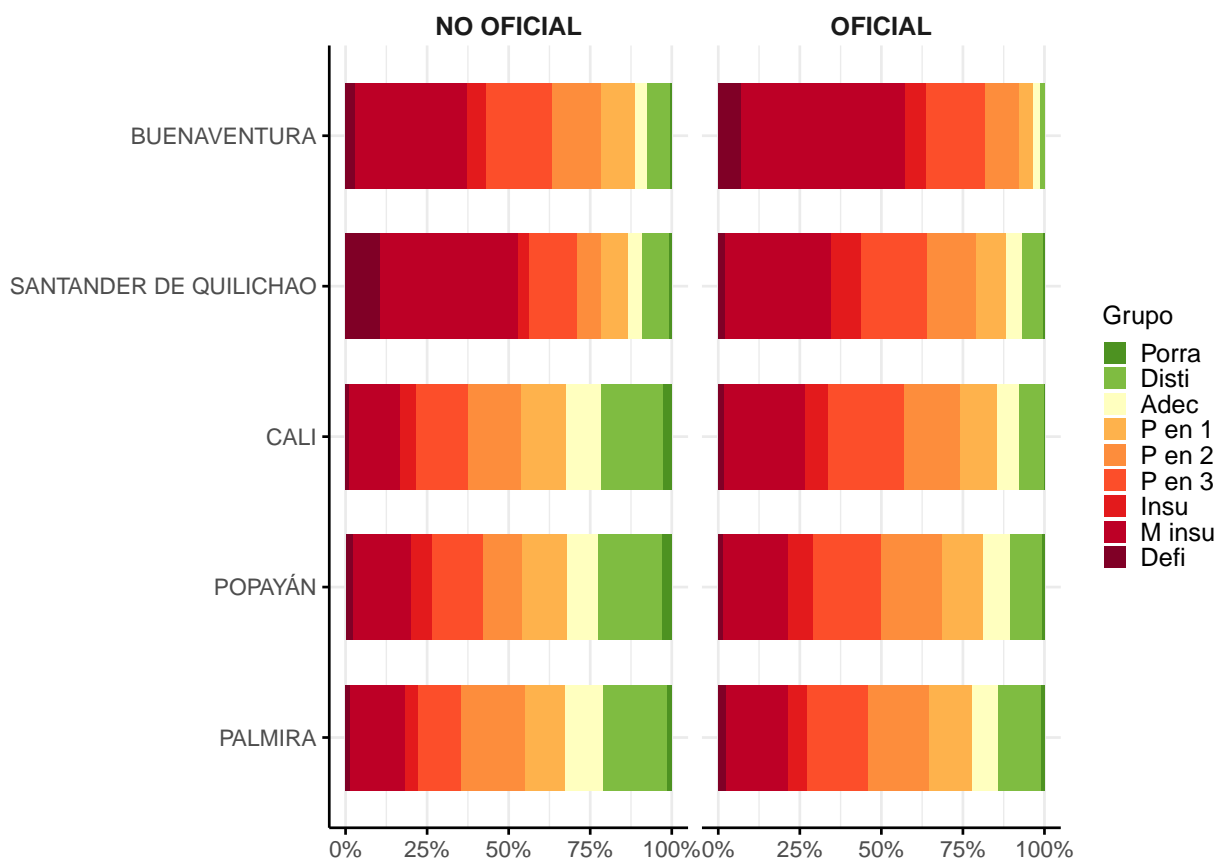 NO OFICIAL
OFICIAL
BUENAVENTURA
SANTANDER DE QUILICHAO
CALI
POPAYÁN
PALMIRA
0%
25%
50%
75%
100%
0%
25%
50%
75%
100%
Grupo
Porra
Disti
Adec
P en 1
P en 2
P en 3
Insu
M insu
Defi